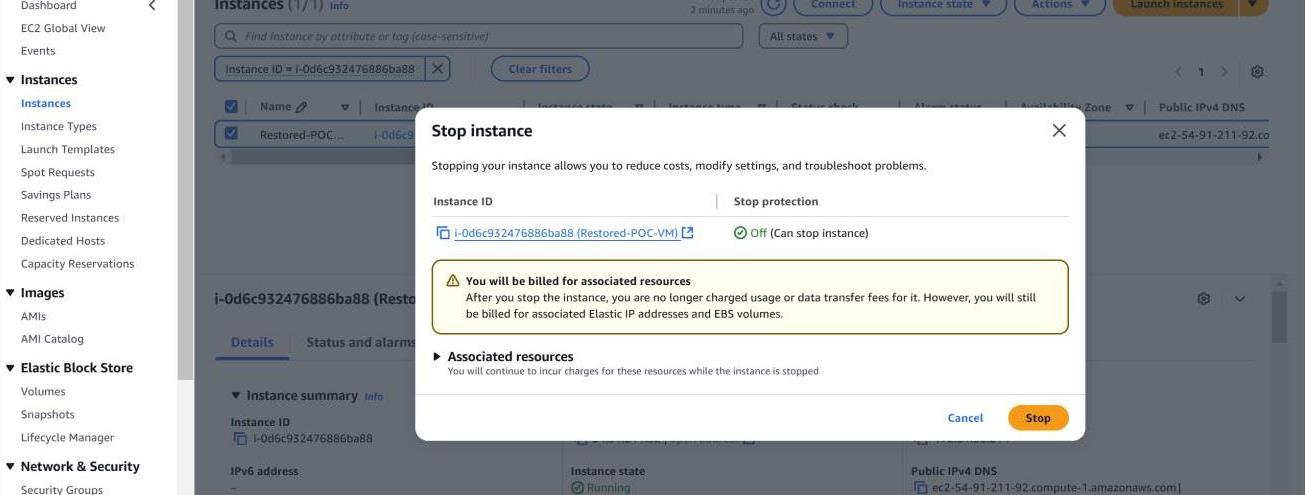 Dashboard
EC2 Global View
Events
Instances
Instances
Instance Types
Launch Templates
Spot Requests
Savings Plans
Reserved Instances
Dedicated Hosts
Capacity Reservations
Images
AMIs
AMI Catalog
Elastic Block Store
Volumes
Snapshots
Lifecycle Manager
Network & Security
Security Groups
Instances (1/1) Info
2 minutes ago
Connect
Instance state
Actions
Launch instances
Find Instance by attribute or tag (case-sensitive)
All states
Instance ID = i-0d6c932476886ba88
Clear filters
1
Name Instance ID Instance state Instance type Status check Alarm status Availability Zone Public IPv4 DNS
Restored-POC... i-0d6c9 ec2-54-91-211-92.co
Stop instance
Stopping your instance allows you to reduce costs, modify settings, and troubleshoot problems.
Instance ID Stop protection
i-0d6c932476886ba88 (Restored-POC-VM) Off (Can stop instance)
You will be billed for associated resources
After you stop the instance, you are no longer charged usage or data transfer fees for it. However, you will still
be billed for associated Elastic IP addresses and EBS volumes.
Associated resources
You will continue to incur charges for these resources while the instance is stopped
Cancel Stop
i-0d6c932476886ba88 (Resto
Details Status and alarms
Instance summary Info
Instance ID
i-0d6c932476886ba88
IPv6 address
–
Instance state
Running
Public IPv4 DNS
ec2-54-91-211-92.compute-1.amazonaws.com |